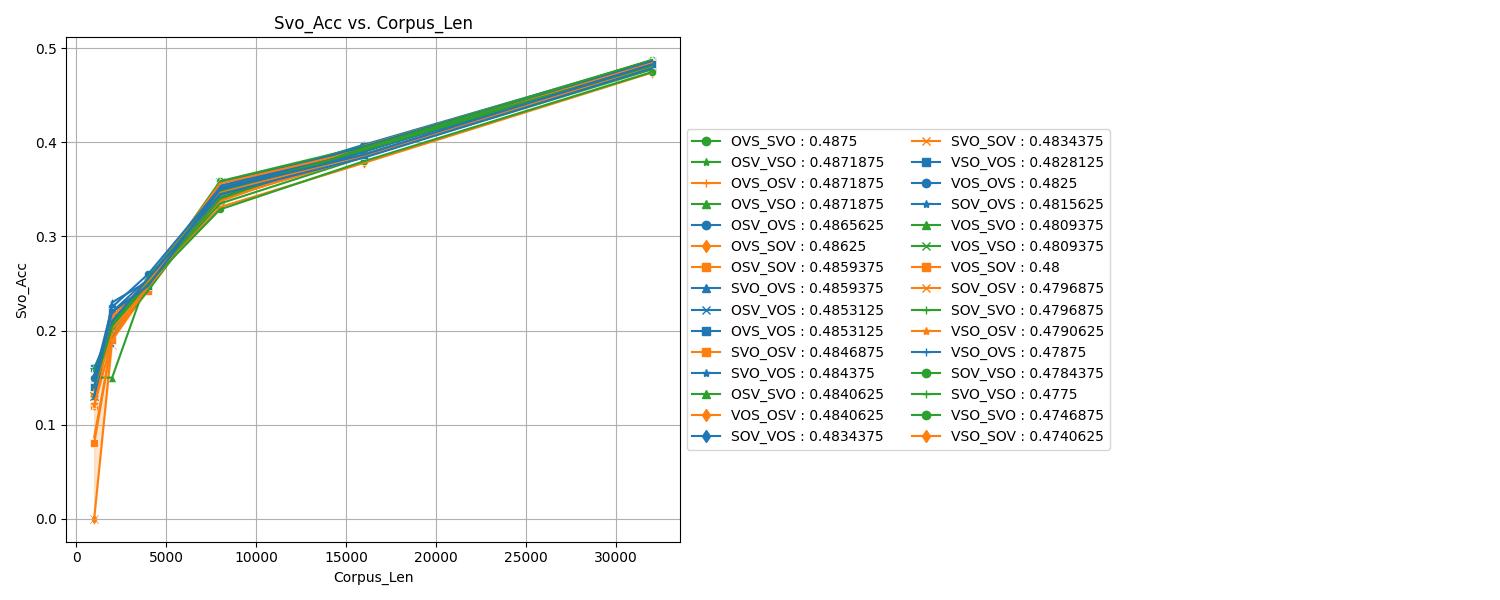 Svo_Acc vs. Corpus_Len
0.5
0.4
0.3
0.2
0.1
0.0
Svo_Acc
0
5000
10000
15000
20000
25000
30000
Corpus_Len
OVS_SVO : 0.4875
OSV_VSO : 0.4871875
OVS_OSV : 0.4871875
OVS_VSO : 0.4871875
OSV_OVS : 0.4865625
OVS_SOV : 0.48625
OSV_SOV : 0.4859375
SVO_OVS : 0.4859375
OSV_VOS : 0.4853125
OVS_VOS : 0.4853125
SVO_OSV : 0.4846875
SVO_VOS : 0.484375
OSV_SVO : 0.4840625
VOS_OSV : 0.4840625
SOV_VOS : 0.4834375
SVO_SOV : 0.4834375
VSO_VOS : 0.4828125
VOS_OVS : 0.4825
SOV_OVS : 0.4815625
VOS_SVO : 0.4809375
VOS_VSO : 0.4809375
VOS_SOV : 0.48
SOV_OSV : 0.4796875
SOV_SVO : 0.4796875
VSO_OSV : 0.4790625
VSO_OVS : 0.47875
SOV_VSO : 0.4784375
SVO_VSO : 0.4775
VSO_SVO : 0.4746875
VSO_SOV : 0.4740625